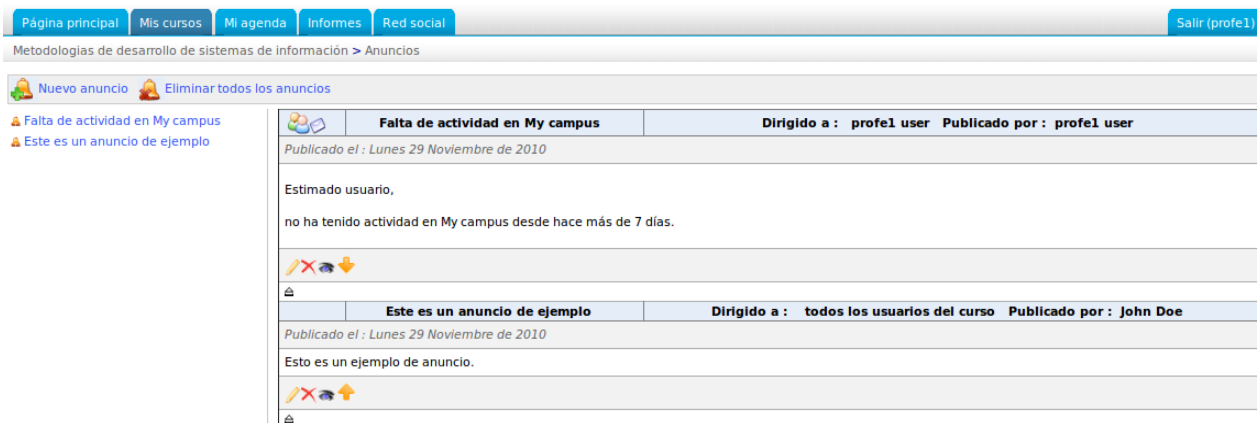 Página principal Mis cursos Mi agenda Informes Red social Salir (profe1)
Metodologias de desarrollo de sistemas de información > Anuncios
Nuevo anuncio Eliminar todos los anuncios
Falta de actividad en My campus
Este es un anuncio de ejemplo
Falta de actividad en My campus Dirigido a : profe1 user Publicado por : profe1 user
Publicado el : Lunes 29 Noviembre de 2010
Estimado usuario,
no ha tenido actividad en My campus desde hace más de 7 días.
Este es un anuncio de ejemplo Dirigido a : todos los usuarios del curso Publicado por : John Doe
Publicado el : Lunes 29 Noviembre de 2010
Esto es un ejemplo de anuncio.